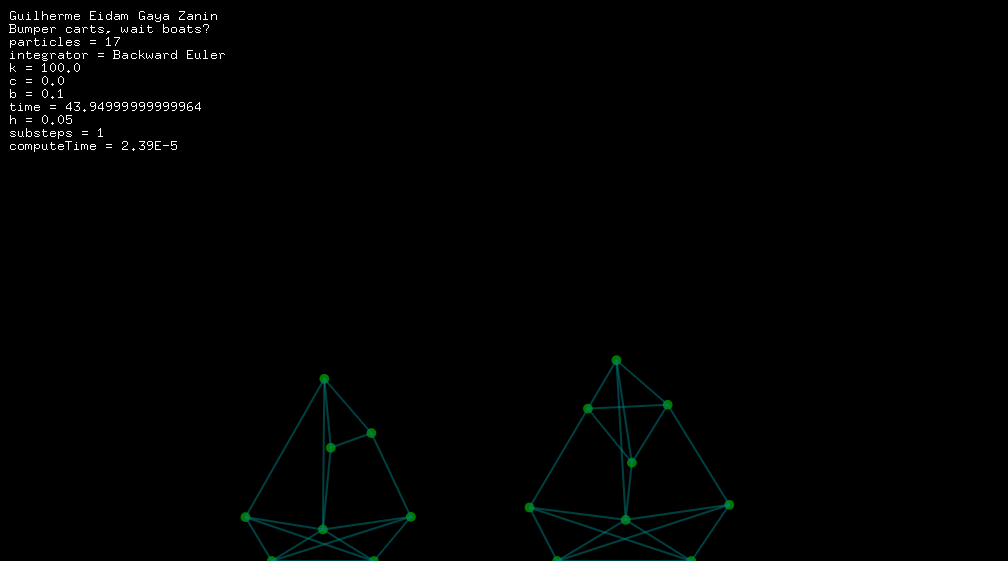 Guilherme Eidam Gaya Zanin
Bumper carts, wait boats?
particles = 17
integrator = Backward Euler
k = 100.0
c = 0.0
b = 0.1
time = 43.94999999999964
h = 0.05
substeps = 1
computeTime = 2.39E-5